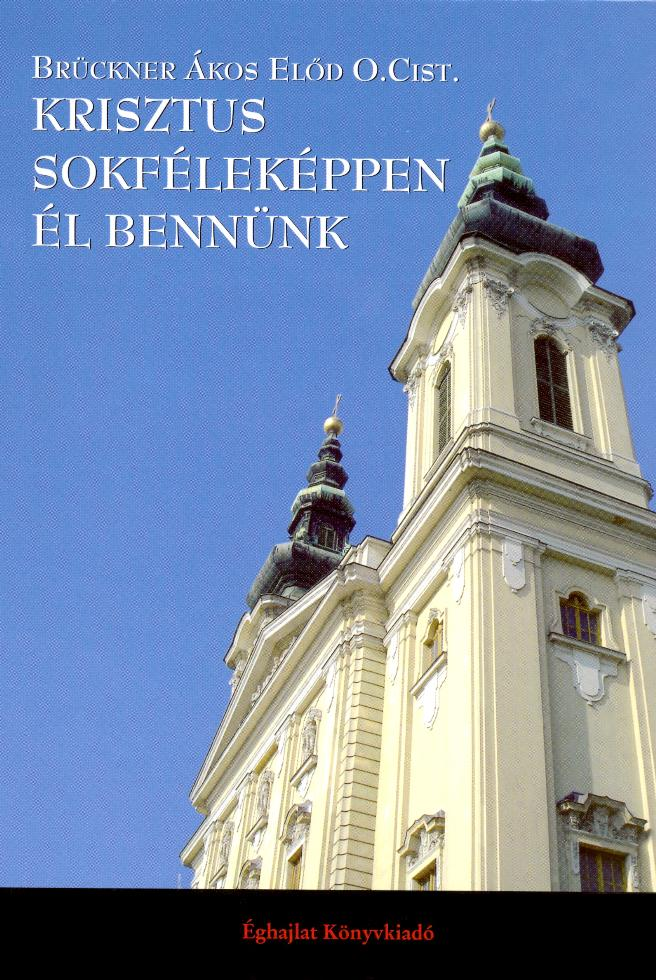 BRÜCKNER ÁKOS ELŐD O.CIST.
KRISZTUS
SOKFÉLEKÉPPEN
ÉL BENNÜNK
Éghajlat Könyvkiadó